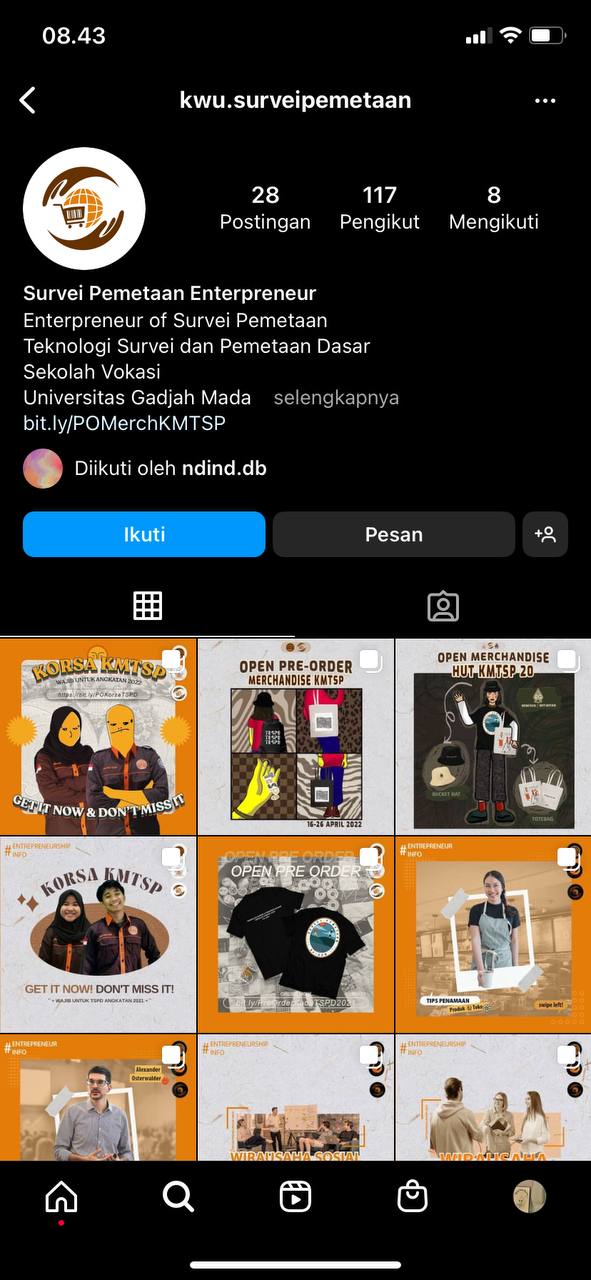 08.43
kwu.surveipemetaan
28
Postingan
117
Pengikut
8
Mengikuti
Survei Pemetaan Enterpreneur
Enterpreneur of Survei Pemetaan
Teknologi Survei dan Pemetaan Dasar
Sekolah Vokasi
Universitas Gadjah Mada selengkapnya
bit.ly/POMerchKMTSP
Diikuti oleh ndind.db
Ikuti
Pesan
KORSA KMTSP
WAJIB UNTUK ANGKATAN 2022
https://bit.ly/POKorsaTSPD
GET IT NOW & DON'T MISS IT
OPEN PRE-ORDER
MERCHANDISE KMTSP
16-26 APRIL 2022
OPEN MERCHANDISE
HUT KMTSP 20
BUCKET HAT
TOTEBAG
#ENTREPRENEURSHIP
INFO
KORSA KMTSP
GET IT NOW! DON'T MISS IT!
WAJIB UNTUK TSPD ANGKATAN 2021
OPEN PRE ORDER
OPEN PRE ORDER
#ENTREPRENEUR
INFO
TIPS PENAMAAN
Produk
Toko
swipe left!
#ENTREPRENEUR
INFO
Alexander
Osterwalder
#ENTREPRENEURSHIP
INFO
WIRAUSAHA SOSIAL
#ENTREPRENEURSHIP
INFO
WIRAUSAHA